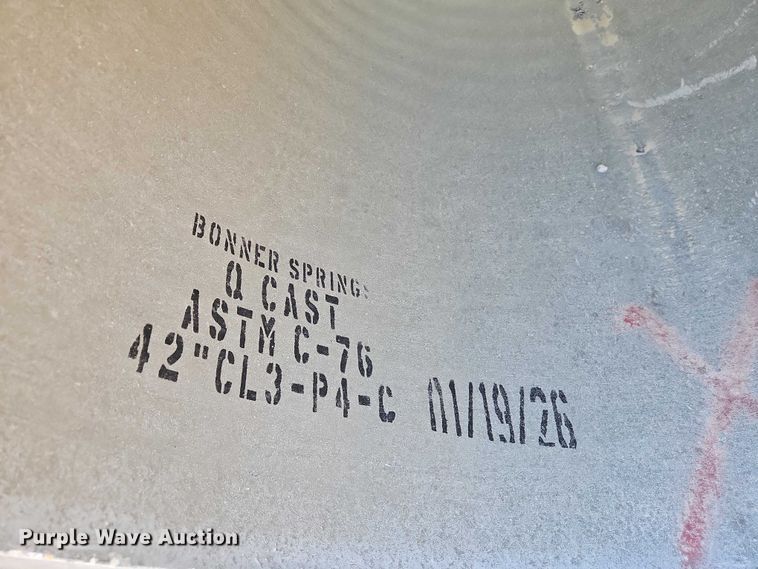 BONNER SPRINGS
Q CAST
ASTM C-76
42"CL3-P4-C 01/19/26
Purple Wave Auction